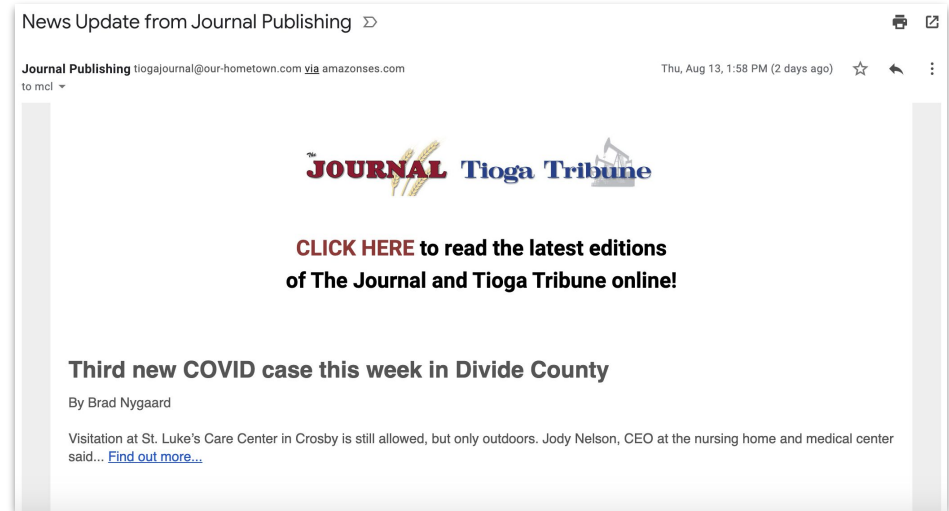 News Update from Journal Publishing
Journal Publishing tiogajournal@our-hometown.com via amazonses.com
Thu, Aug 13, 1:58 PM (2 days ago)
to mcl
The
JOURNAL Tioga Tribune
CLICK HERE to read the latest editions
of The Journal and Tioga Tribune online!
Third new COVID case this week in Divide County
By Brad Nygaard
Visitation at St. Luke’s Care Center in Crosby is still allowed, but only outdoors. Jody Nelson, CEO at the nursing home and medical center
said... Find out more...